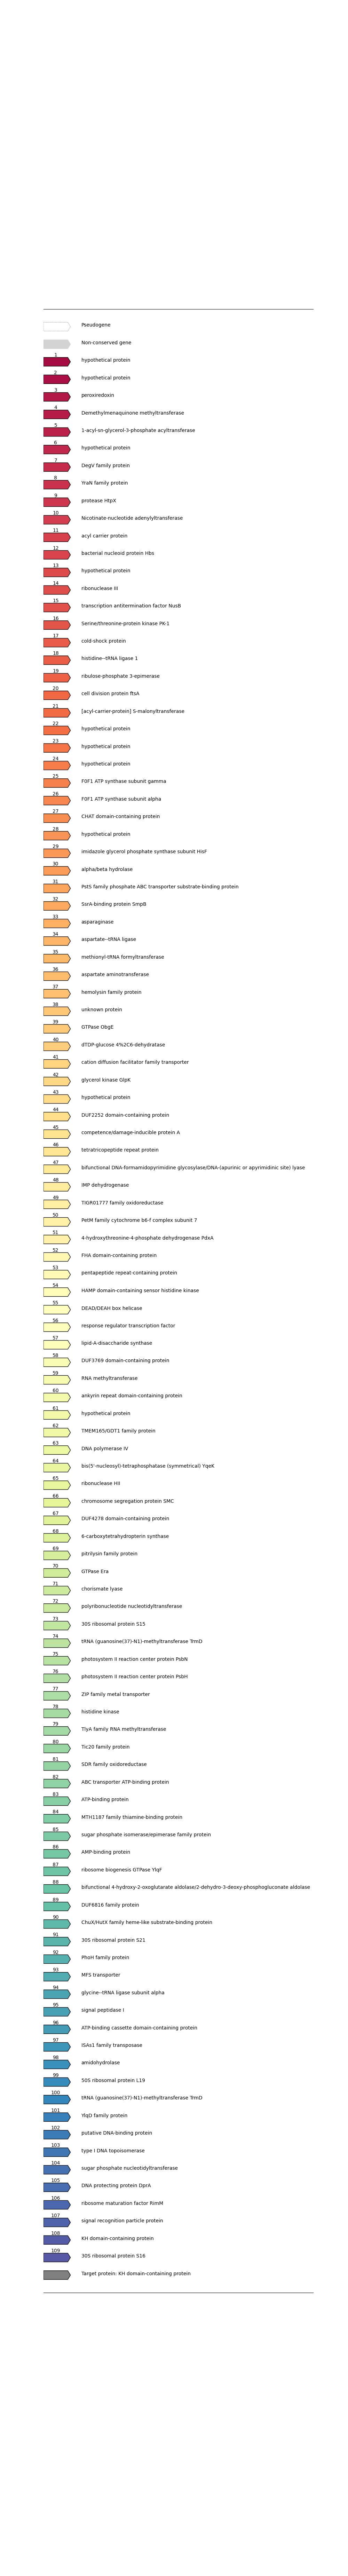 Pseudogene
Non-conserved gene
1 hypothetical protein
2 hypothetical protein
3 peroxiredoxin
4 Demethylmenaquinone methyltransferase
5 1-acyl-sn-glycerol-3-phosphate acyltransferase
6 hypothetical protein
7 DegV family protein
8 YraN family protein
9 protease HtpX
10 Nicotinate-nucleotide adenylyltransferase
11 acyl carrier protein
12 bacterial nucleoid protein Hbs
13 hypothetical protein
14 ribonuclease III
15 transcription antitermination factor NusB
16 Serine/threonine-protein kinase PK-1
17 cold-shock protein
18 histidine--tRNA ligase 1
19 ribulose-phosphate 3-epimerase
20 cell division protein ftsA
21 [acyl-carrier-protein] S-malonyltransferase
22 hypothetical protein
23 hypothetical protein
24 hypothetical protein
25 F0F1 ATP synthase subunit gamma
26 F0F1 ATP synthase subunit alpha
27 CHAT domain-containing protein
28 hypothetical protein
29 imidazole glycerol phosphate synthase subunit HisF
30 alpha/beta hydrolase
31 PstS family phosphate ABC transporter substrate-binding protein
32 SsrA-binding protein SmpB
33 asparaginase
34 aspartate--tRNA ligase
35 methionyl-tRNA formyltransferase
36 aspartate aminotransferase
37 hemolysin family protein
38 unknown protein
39 GTPase ObgE
40 dTDP-glucose 4%2C6-dehydratase
41 cation diffusion facilitator family transporter
42 glycerol kinase GlpK
43 hypothetical protein
44 DUF2252 domain-containing protein
45 competence/damage-inducible protein A
46 tetratricopeptide repeat protein
47 bifunctional DNA-formamidopyrimidine glycosylase/DNA-(apurinic or apyrimidinic site) lyase
48 IMP dehydrogenase
49 TIGR01777 family oxidoreductase
50 PetM family cytochrome b6-f complex subunit 7
51 4-hydroxythreonine-4-phosphate dehydrogenase PdxA
52 FHA domain-containing protein
53 pentapeptide repeat-containing protein
54 HAMP domain-containing sensor histidine kinase
55 DEAD/DEAH box helicase
56 response regulator transcription factor
57 lipid-A-disaccharide synthase
58 DUF3769 domain-containing protein
59 RNA methyltransferase
60 ankyrin repeat domain-containing protein
61 hypothetical protein
62 TMEM165/GDT1 family protein
63 DNA polymerase IV
64 bis(5'-nucleosyl)-tetraphosphatase (symmetrical) YqeK
65 ribonuclease HII
66 chromosome segregation protein SMC
67 DUF4278 domain-containing protein
68 6-carboxytetrahydropterin synthase
69 pitrilysin family protein
70 GTPase Era
71 chorismate lyase
72 polyribonucleotide nucleotidyltransferase
73 30S ribosomal protein S15
74 tRNA (guanosine(37)-N1)-methyltransferase TrmD
75 photosystem II reaction center protein PsbN
76 photosystem II reaction center protein PsbH
77 ZIP family metal transporter
78 histidine kinase
79 TlyA family RNA methyltransferase
80 Tic20 family protein
81 SDR family oxidoreductase
82 ABC transporter ATP-binding protein
83 ATP-binding protein
84 MTH1187 family thiamine-binding protein
85 sugar phosphate isomerase/epimerase family protein
86 AMP-binding protein
87 ribosome biogenesis GTPase YlqF
88 bifunctional 4-hydroxy-2-oxoglutarate aldolase/2-dehydro-3-deoxy-phosphogluconate aldolase
89 DUF6816 family protein
90 ChuX/HutX family heme-like substrate-binding protein
91 30S ribosomal protein S21
92 PhoH family protein
93 MFS transporter
94 glycine--tRNA ligase subunit alpha
95 signal peptidase I
96 ATP-binding cassette domain-containing protein
97 ISAs1 family transposase
98 amidohydrolase
99 50S ribosomal protein L19
100 tRNA (guanosine(37)-N1)-methyltransferase TrmD
101 YlqD family protein
102 putative DNA-binding protein
103 type I DNA topoisomerase
104 sugar phosphate nucleotidyltransferase
105 DNA protecting protein DprA
106 ribosome maturation factor RimM
107 signal recognition particle protein
108 KH domain-containing protein
109 30S ribosomal protein S16
Target protein: KH domain-containing protein